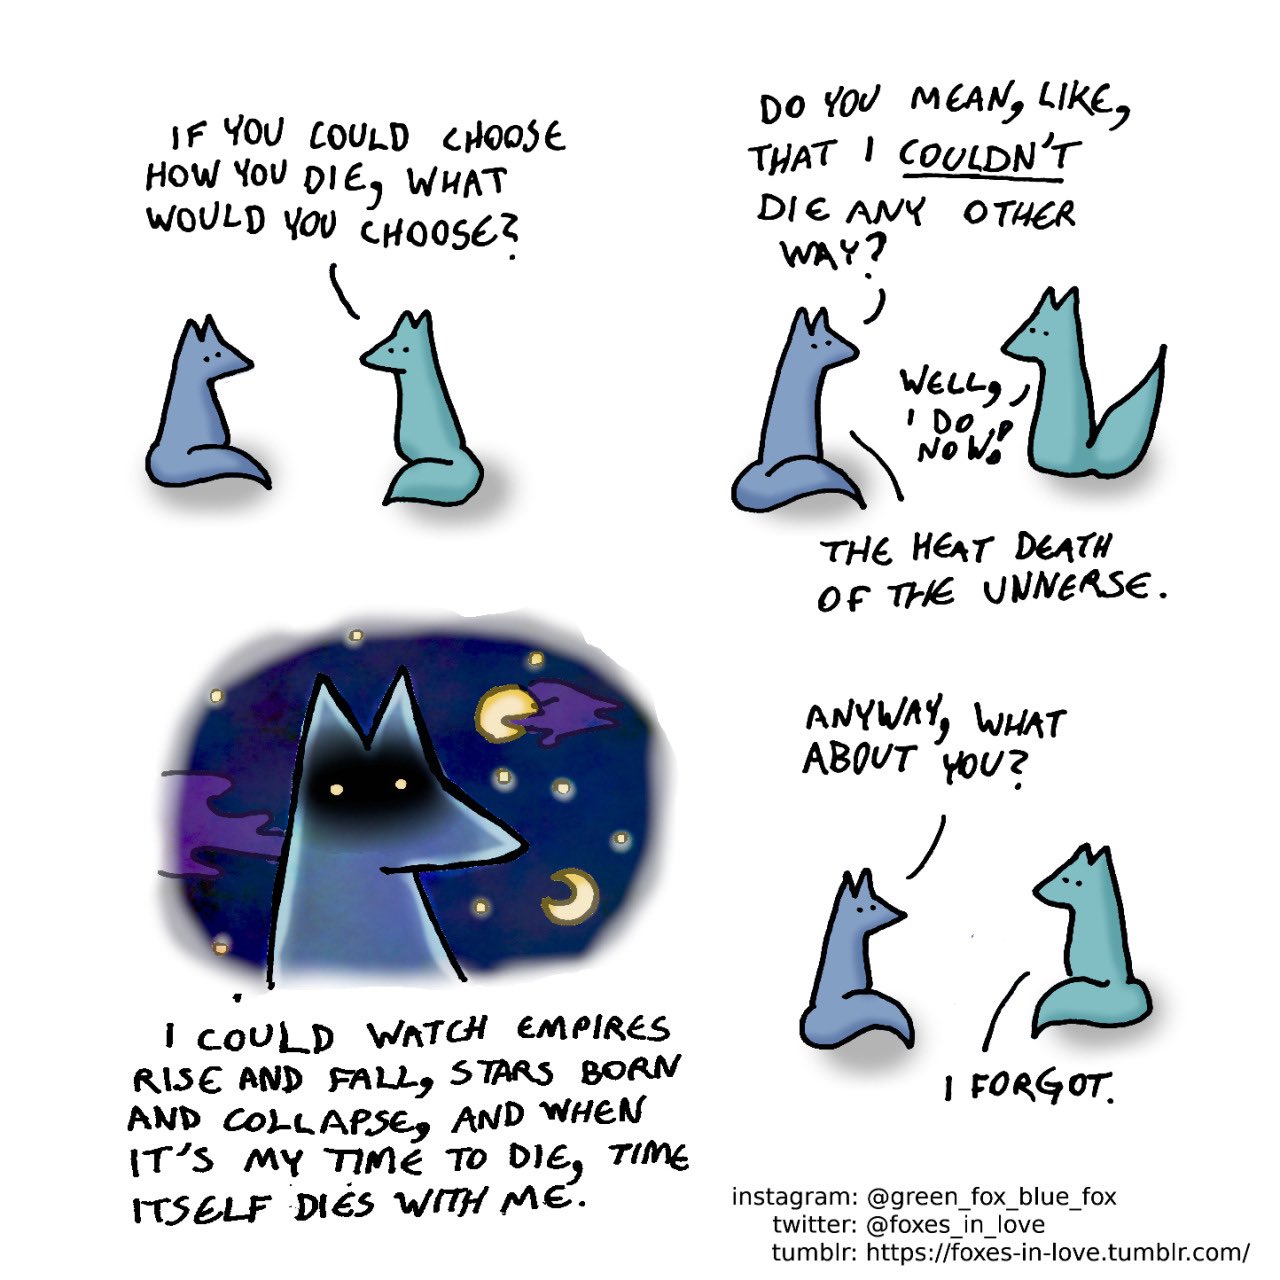 IF YOU COULD CHOOSE
HOW YOU DIE, WHAT
WOULD YOU CHOOSE?
DO YOU MEAN, LIKE,
THAT I COULDN'T
DIE ANY OTHER
WAY?
WELL,
I DO
NOW!
THE HEAT DEATH
OF THE UNIVERSE.
I COULD WATCH EMPIRES
RISE AND FALL, STARS BORN
AND COLLAPSE, AND WHEN
IT'S MY TIME TO DIE, TIME
ITSELF DIES WITH ME.
ANYWAY, WHAT
ABOUT YOU?
I FORGOT.
instagram: @green_fox_blue_fox
twitter: @foxes_in_love
tumblr: https://foxes-in-love.tumblr.com/